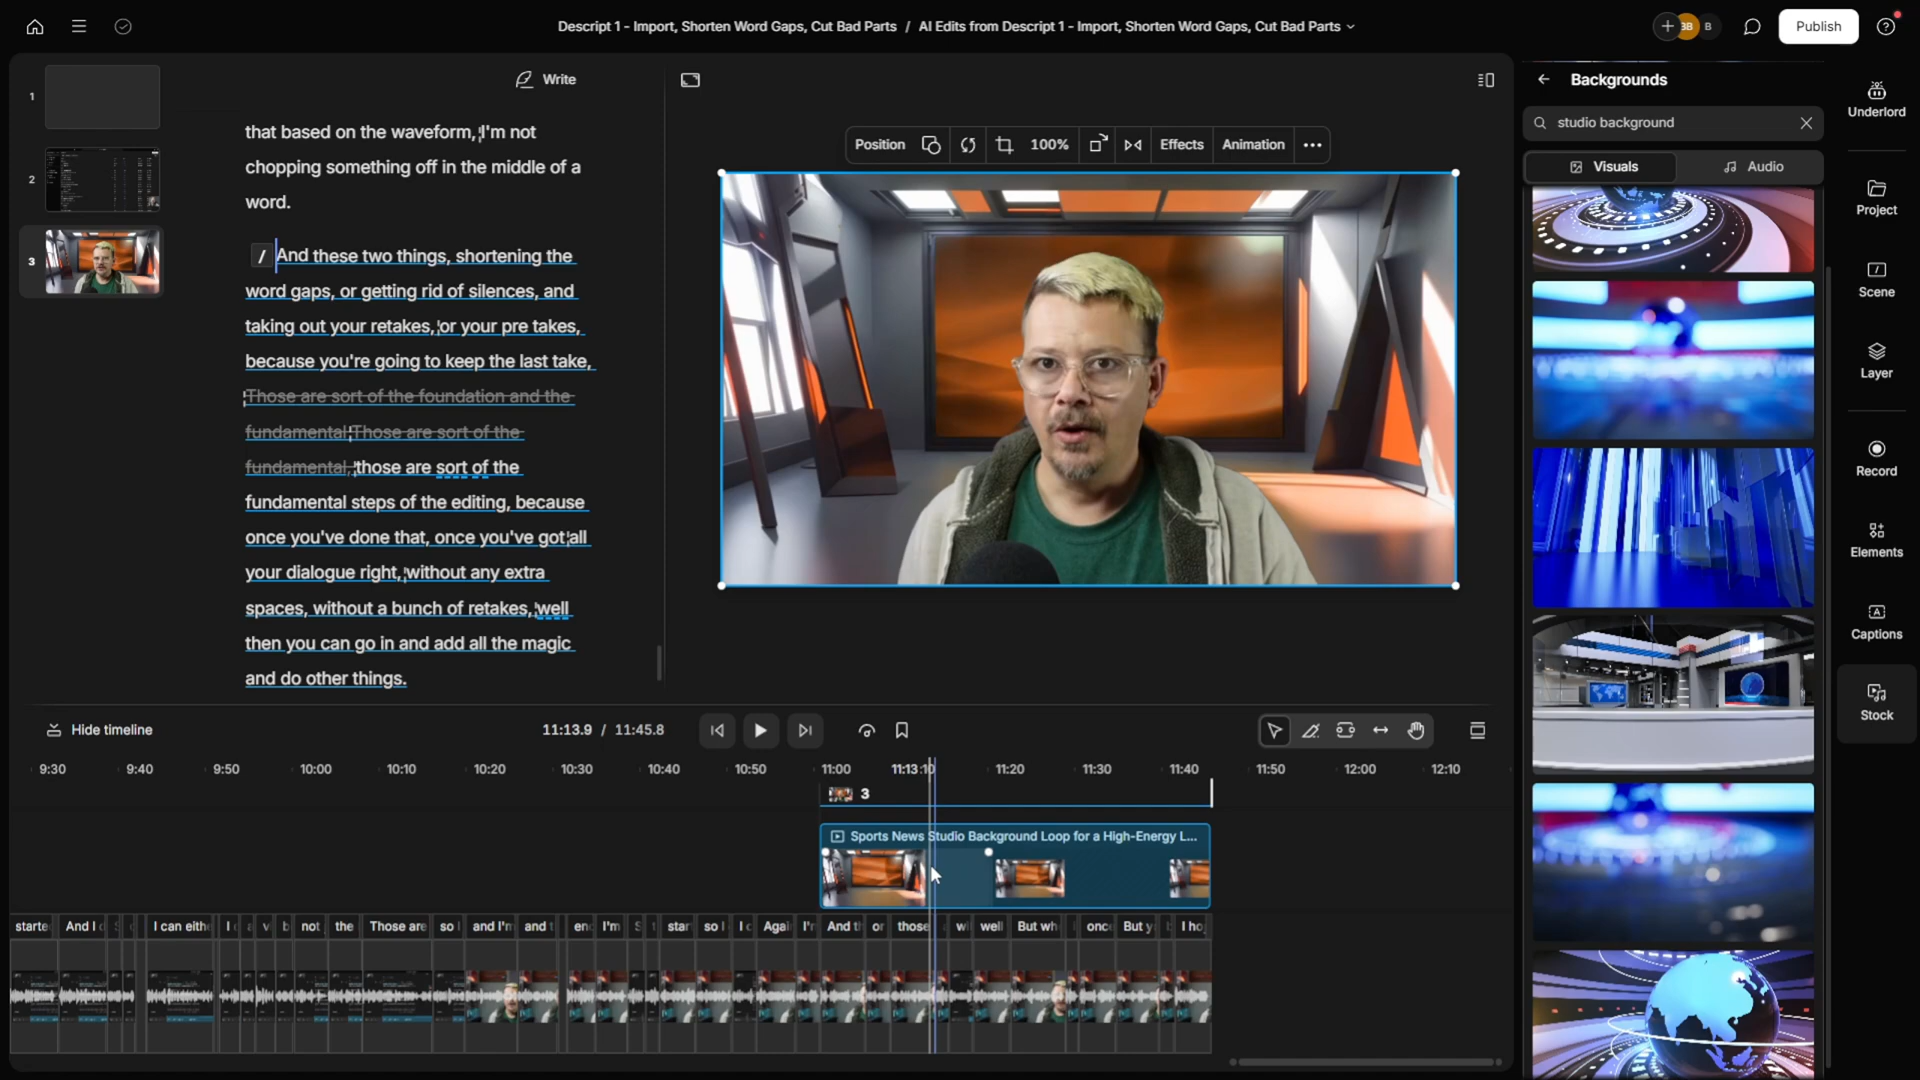 Descript 1 - Import, Shorten Word Gaps, Cut Bad Parts / AI Edits from Descript 1 - Import, Shorten Word Gaps, Cut Bad Parts
BB
B
Publish
1
2
3
Write
that based on the waveform, I'm not
chopping something off in the middle of a
word.
/ And these two things, shortening the
word gaps, or getting rid of silences, and
taking out your retakes, or your pre takes,
because you're going to keep the last take,
Those are sort of the foundation and the
fundamental Those are sort of the
fundamental, those are sort of the
fundamental steps of the editing, because
once you've done that, once you've got all
your dialogue right, without any extra
spaces, without a bunch of retakes, well
then you can go in and add all the magic
and do other things.
Position
100%
Effects
Animation
Backgrounds
studio background
Visuals
Audio
Underlord
Project
Scene
Layer
Record
Elements
Captions
Stock
Hide timeline
11:13.9 / 11:45.8
9:30 9:40 9:50 10:00 10:10 10:20 10:30 10:40 10:50 11:00 11:13:10 11:20 11:30 11:40 11:50 12:00 12:10
3
Sports News Studio Background Loop for a High-Energy L...
starte And I d I can eith not the Those are so I and I'm and t en I'm star so I I c Agai I'r And th or those wi well But wh onc But y I ho